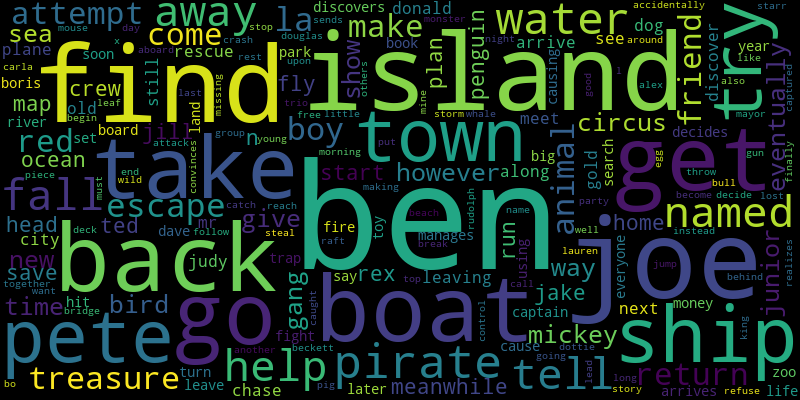 attempt away la donald discovers mouse day stop sends starr accidentally
sea come make douglas crash monster around
plane soon rescue park book penguin arrive dog see year like
carla x aboard rest upon night causing also
boris still fly show others plan friend discover try
find island
crew missing last trio mine good l alex mayor captured
map old leaf begin free little storm whale meet
river set board land n boy town circus decides
red jill group young morning put big gold search egg throw gun finally
ocean attack convinces however along animal wild bull lost
take ben get eventually
fall end piece must escape catch reach start making party become decide
head ted give mr fire toy beach rudolph name run home named instead
city deck dave follow steal manages break using way lauren well everyone realizes
new judy trap raft say rex top leaving call jake jump behind
save back gang joe junior
together want hit bridge caught control captain next money
time bird go boat mickey king
pete fight cause going dottie
another beckett pirate tell long lead return ship zoo
treasure turn help pig later meanwhile story arrives refuse life
bo leave chase